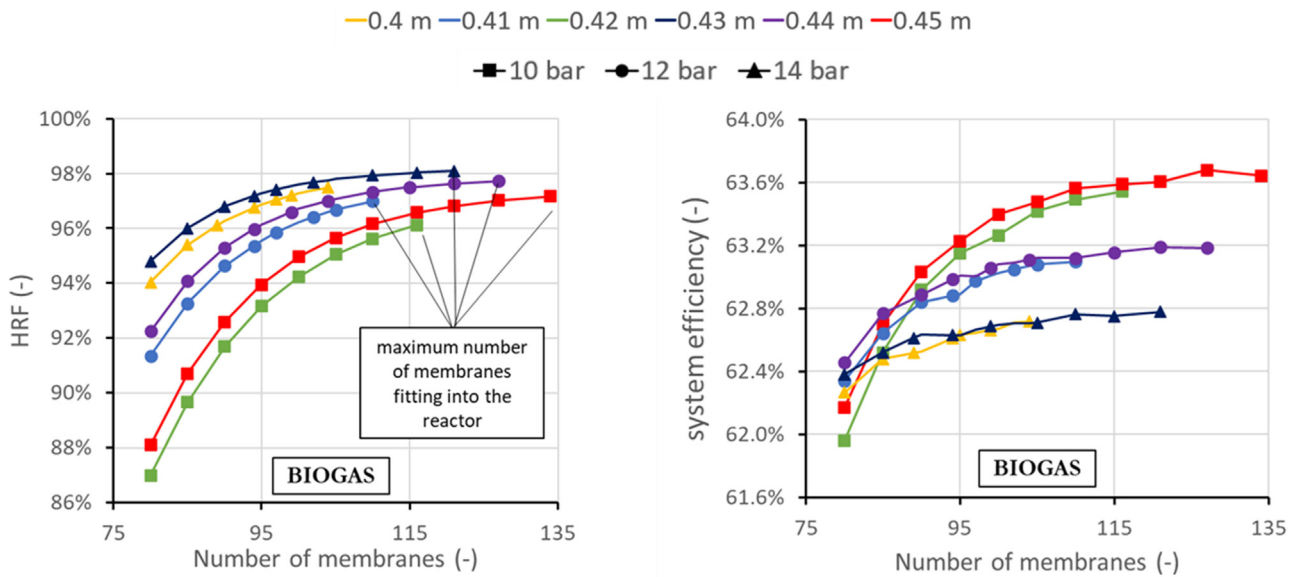 0.4 m 0.41 m 0.42 m 0.43 m 0.44 m 0.45 m
10 bar 12 bar 14 bar
100%
98%
96%
94%
92%
90%
88%
86%
HRF (-)
75 95 115 135
Number of membranes (-)
maximum number
of membranes
fitting into the
reactor
BIOGAS
64.0%
63.6%
63.2%
62.8%
62.4%
62.0%
61.6%
system efficiency (-)
75 95 115 135
Number of membranes (-)
BIOGAS